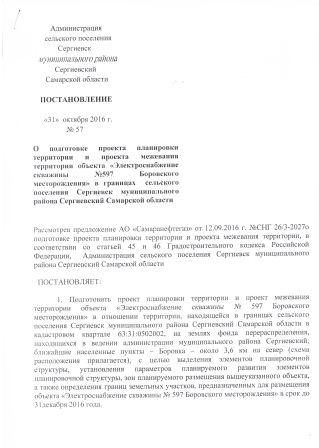 Администрация
сельского поселения
Сергиевск
муниципального района
Сергиевский
Самарской области
ПОСТАНОВЛЕНИЕ
«31» октября 2016 г.
№ 57
О подготовке проекта планировки
территории и проекта межевания
территории объекта «Электроснабжение
скважины №597 Боровского
месторождения» в границах сельского
поселения Сергиевск муниципального
района Сергиевский Самарской области
Рассмотрев предложение АО «Самаранефтегаз» от 12.09.2016 г. №СНГ 26/3-2027о
подготовке проекта планировки территории и проекта межевания территории, в
соответствии со статьей 45 и 46 Градостроительного кодекса Российской
Федерации, Администрация сельского поселения Сергиевск муниципального
района Сергиевский Самарской области
ПОСТАНОВЛЯЕТ:
1. Подготовить проект планировки территории и проект межевания
территории объекта «Электроснабжение скважины № 597 Боровского
месторождения» в отношении территории, находящейся в границах сельского
поселения Сергиевск муниципального района Сергиевский Самарской области в
кадастровом квартале 63:31:0502002, на землях фонда перераспределения,
находящихся в ведении администрации муниципального района Сергиевский;
ближайшие населенные пункты – Боровка – около 3,6 км на север (схема
расположения прилагается), с целью выделения элементов планировочной
структуры, установления параметров планируемого развития элементов
планировочной структуры, зон планируемого размещения вышеуказанного объекта,
а также определения границ земельных участков, предназначенных для размещения
объекта «Электроснабжение скважины № 597 Боровского месторождения» в срок до
31декабря 2016 года.